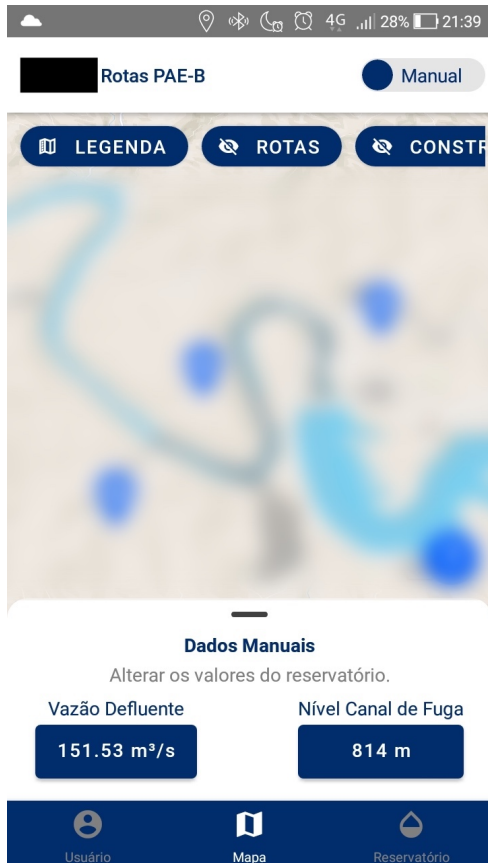 4G 28% 21:39
Rotas PAE-B Manual
LEGENDA ROTAS CONSTR
Dados Manuais
Alterar os valores do reservatório.
Vazão Defluente Nível Canal de Fuga
151.53 m³/s 814 m
Usuário Mapa Reservatório